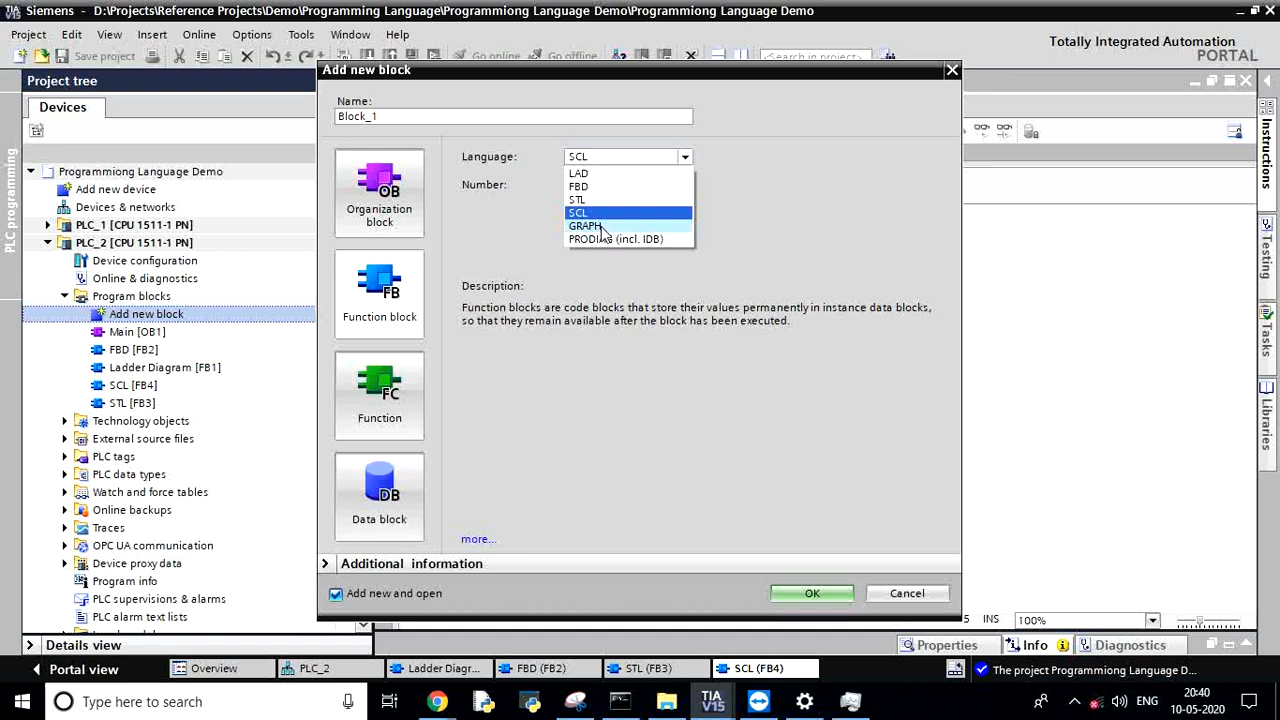 Siemens - D:\Projects\Reference Projects\Demo\Programming Language\Programmiong Language Demo\Programmiong Language Demo
TIA
V15
Project Edit View Insert Online Options Tools Window Help
Totally Integrated Automation
PORTAL
Save project
Go online
Go offline
<Search in project>
Project tree
Devices
PLC programming
Programmiong Language Demo
Add new device
Devices & networks
PLC_1 [CPU 1511-1 PN]
PLC_2 [CPU 1511-1 PN]
Device configuration
Online & diagnostics
Program blocks
Add new block
Main [OB1]
FBD [FB2]
Ladder Diagram [FB1]
SCL [FB4]
STL [FB3]
Technology objects
External source files
PLC tags
PLC data types
Watch and force tables
Online backups
Traces
OPC UA communication
Device proxy data
Program info
PLC supervisions & alarms
PLC alarm text lists
Details view
Add new block
Name:
Block_1
OB
Organization
block
FB
Function block
FC
Function
DB
Data block
Language:
SCL
LAD
FBD
STL
SCL
GRAPH
(incl. IDB)
Number:
Description:
Function blocks are code blocks that store their values permanently in instance data blocks,
so that they remain available after the block has been executed.
more...
Additional information
Add new and open
OK
Cancel
Instructions
Testing
Tasks
Libraries
5 INS 100%
Properties
Info
Diagnostics
Portal view
Overview
PLC_2
Ladder Diagr...
FBD (FB2)
STL (FB3)
SCL (FB4)
The project Programmiong Language D...
Type here to search
TIA
V15
ENG
20:40
10-05-2020